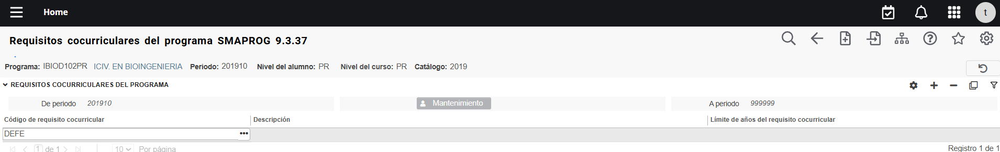 Home
t
Requisitos cocurriculares del programa SMAPROG 9.3.37
Programa: IBIOD102PR ICIV. EN BIOINGENIERIA Periodo: 201910 Nivel del alumno: PR Nivel del curso: PR Catálogo: 2019
REQUISITOS COCURRICULARES DEL PROGRAMA
De periodo 201910 Mantenimiento A periodo 999999
Código de requisito cocurricular Descripción Límite de años del requisito cocurricular
DEFE
1 de 1 10 Por página Registro 1 de 1